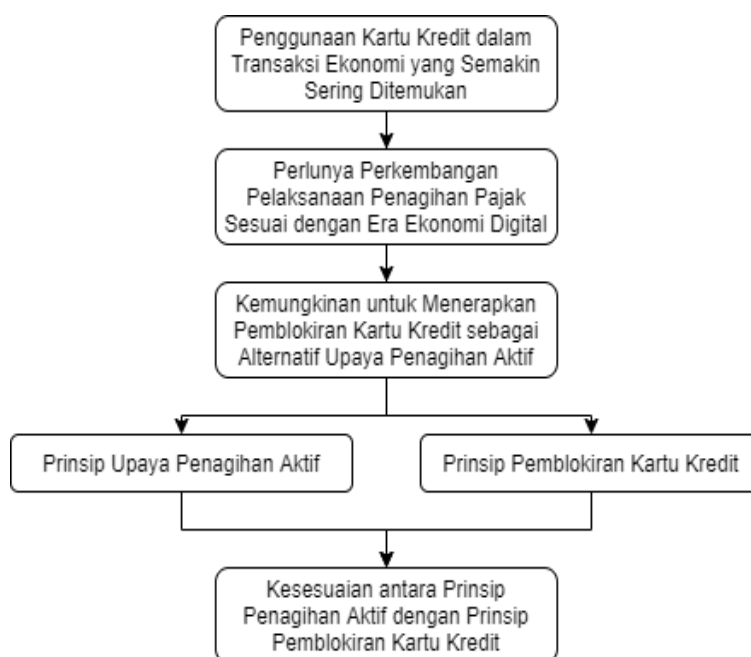 Penggunaan Kartu Kredit dalam
Transaksi Ekonomi yang Semakin
Sering Ditemukan
Perlunya Perkembangan
Pelaksanaan Penagihan Pajak
Sesuai dengan Era Ekonomi Digital
Kemungkinan untuk Menerapkan
Pemblokiran Kartu Kredit sebagai
Alternatif Upaya Penagihan Aktif
Prinsip Upaya Penagihan Aktif
Prinsip Pemblokiran Kartu Kredit
Kesesuaian antara Prinsip
Penagihan Aktif dengan Prinsip
Pemblokiran Kartu Kredit